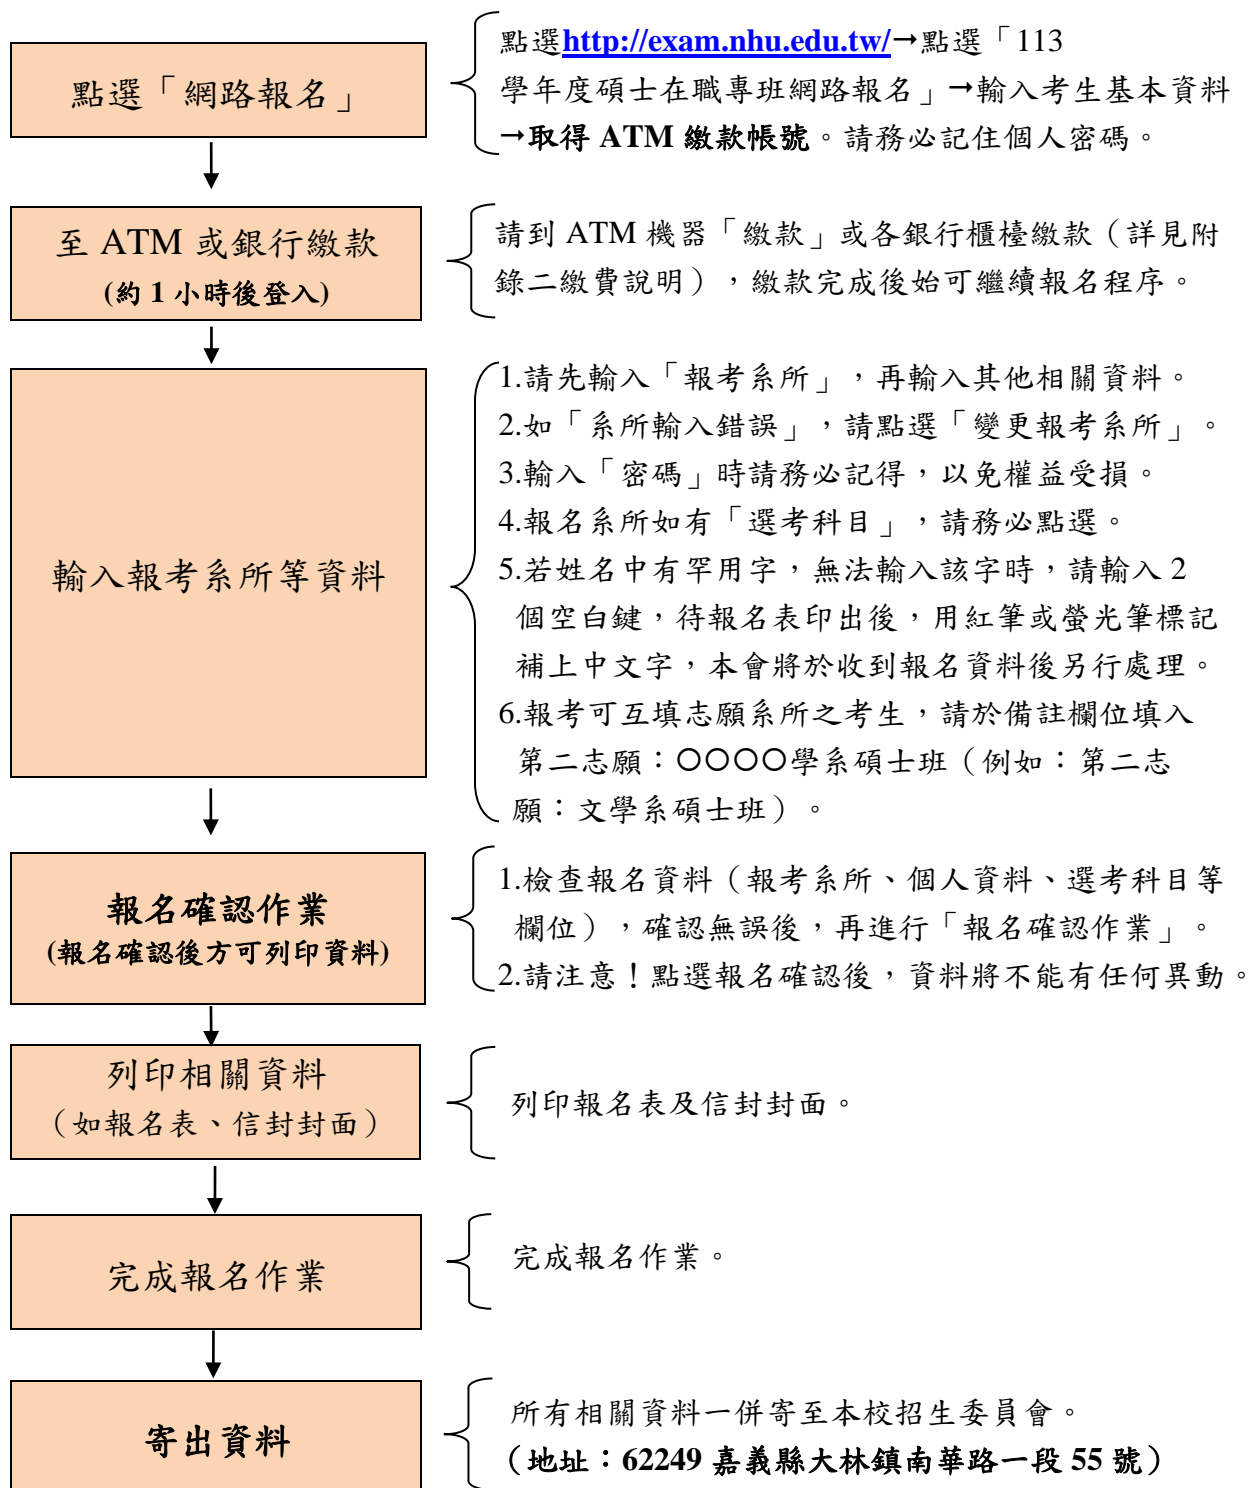 點選「網路報名」
點選http://exam.nhu.edu.tw/→點選「113
學年度碩士在職專班網路報名」→輸入考生基本資料
→取得 ATM 繳款帳號。請務必記住個人密碼。
至 ATM 或銀行繳款
(約 1 小時後登入)
請到 ATM 機器「繳款」或各銀行櫃檯繳款（詳見附
錄二繳費說明），繳款完成後始可繼續報名程序。
輸入報考系所等資料
1.請先輸入「報考系所」，再輸入其他相關資料。
2.如「系所輸入錯誤」，請點選「變更報考系所」。
3.輸入「密碼」時請務必記得，以免權益受損。
4.報名系所如有「選考科目」，請務必點選。
5.若姓名中有罕用字，無法輸入該字時，請輸入 2
個空白鍵，待報名表印出後，用紅筆或螢光筆標記
補上中文字，本會將於收到報名資料後另行處理。
6.報考可互填志願系所之考生，請於備註欄位填入
第二志願：○○○○學系碩士班（例如：第二志
願：文學系碩士班）。
報名確認作業
(報名確認後方可列印資料)
1.檢查報名資料（報考系所、個人資料、選考科目等
欄位），確認無誤後，再進行「報名確認作業」。
2.請注意！點選報名確認後，資料將不能有任何異動。
列印相關資料
（如報名表、信封封面）
列印報名表及信封封面。
完成報名作業
完成報名作業。
寄出資料
所有相關資料一併寄至本校招生委員會。
（地址：62249 嘉義縣大林鎮南華路一段 55 號）